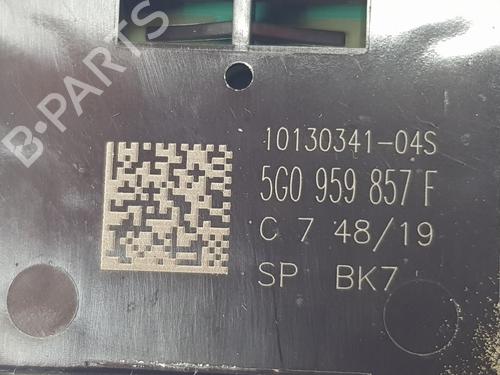 B-PARTS
10130341-04S
5G0 959 857 F
C 7 48/19
SP BK7